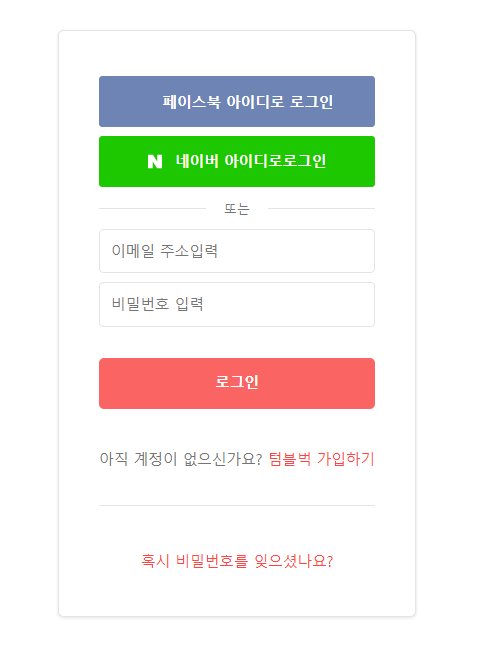 페이스북 아이디로 로그인
N 네이버 아이디로로그인
또는
이메일 주소입력
비밀번호 입력
로그인
아직 계정이 없으신가요? 텀블벅 가입하기
혹시 비밀번호를 잊으셨나요?